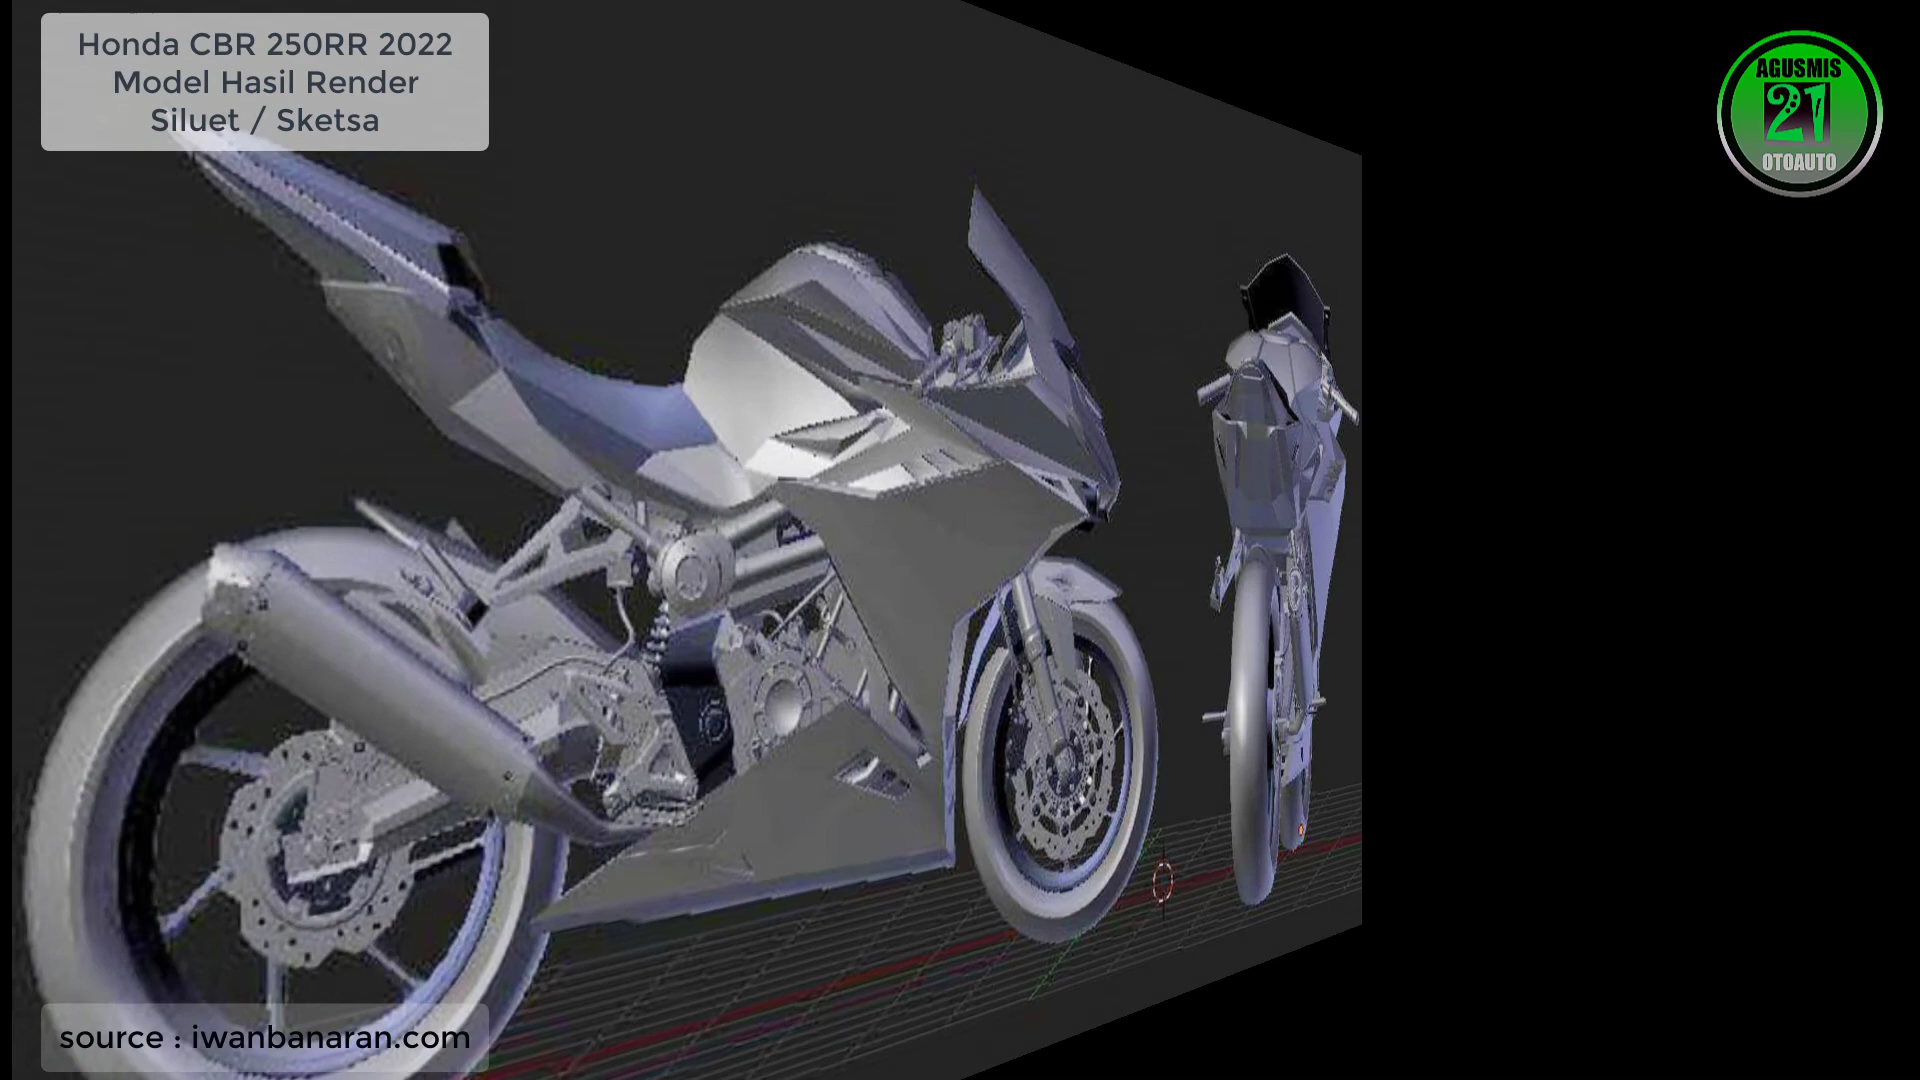 Honda CBR 250RR 2022
Model Hasil Render
Siluet / Sketsa
AGUSMIS
21
OTOAUTO
source : iwanbanaran.com